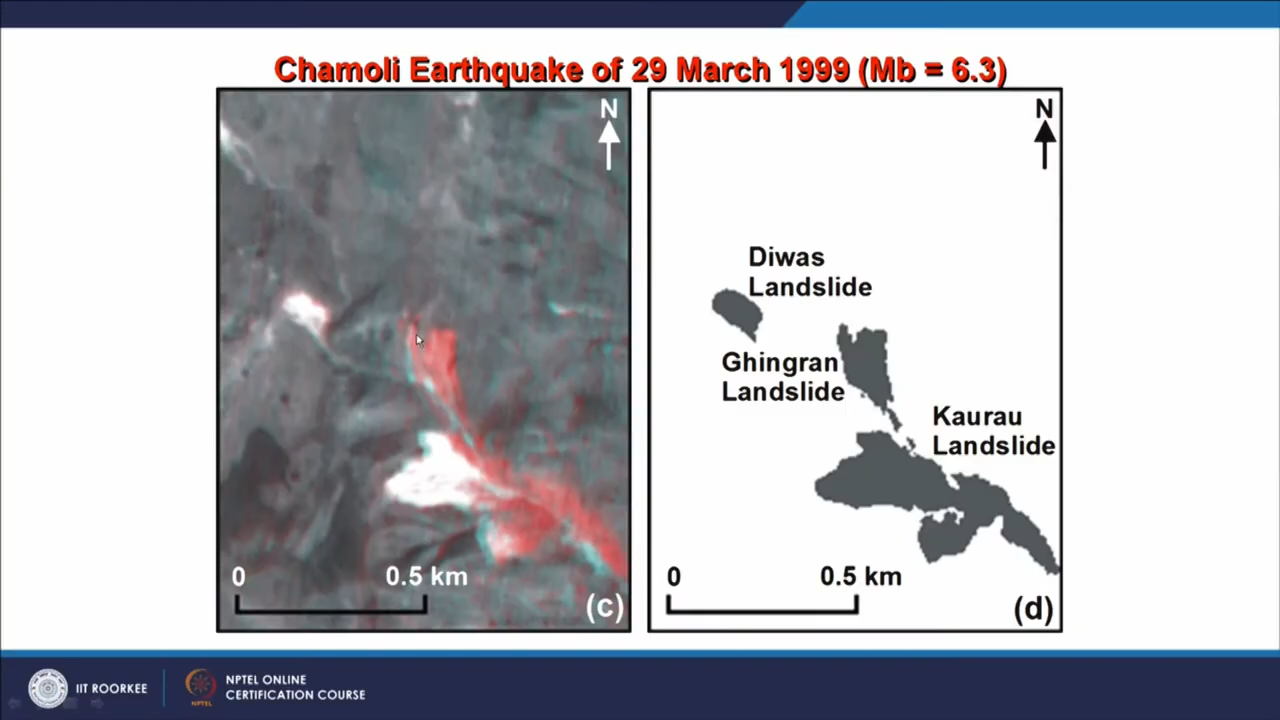 Chamoli Earthquake of 29 March 1999 (Mb = 6.3)
N
0
0.5 km
(c)
N
Diwas
Landslide
Ghingran
Landslide
Kaurau
Landslide
0
0.5 km
(d)
IIT ROORKEE
NPTEL
NPTEL ONLINE
CERTIFICATION COURSE